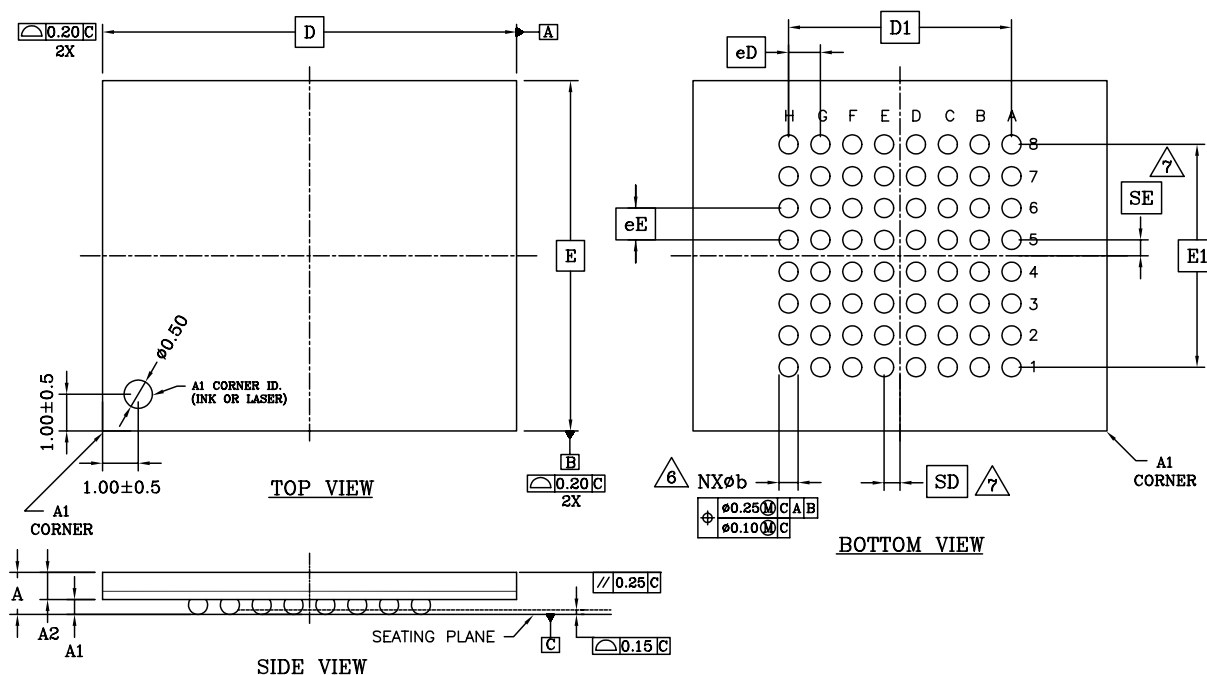 ⌓ 0.20 C
2X
D
A
E
B
⌓ 0.20 C
2X
ø0.50
A1 CORNER ID.
(INK OR LASER)
1.00±0.5
1.00±0.5
A1
CORNER
TOP VIEW
D1
eD
H G F E D C B A
8
7
6
5
4
3
2
1
7
SE
eE
E1
6 NXøb
⌖ ø0.25Ⓜ C A B
ø0.10Ⓜ C
SD 7
A1
CORNER
BOTTOM VIEW
A
A2
A1
// 0.25 C
SEATING PLANE
C
⌓ 0.15 C
SIDE VIEW